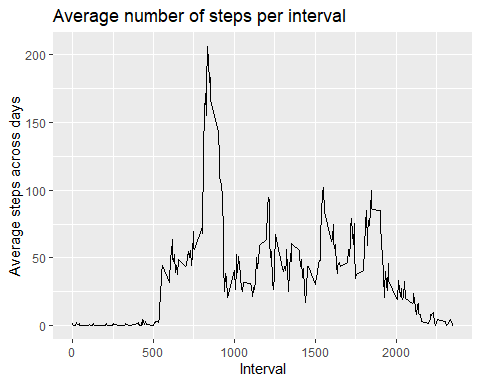 Average number of steps per interval
Average steps across days
200
150
100
50
0
0 500 1000 1500 2000
Interval